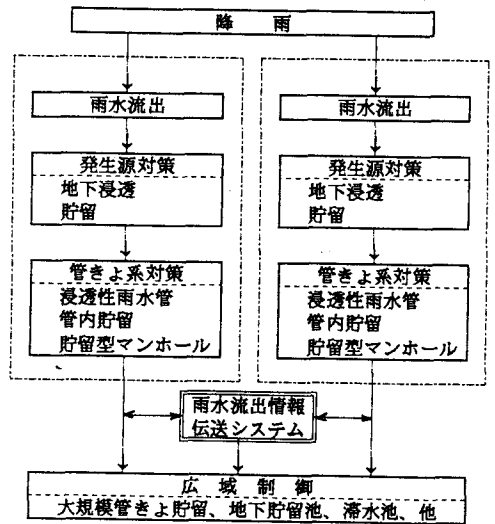 降 雨
雨水流出
発生源対策
地下浸透
貯留
管きょ系対策
浸透性雨水管
管内貯留
貯留型マンホール
雨水流出
発生源対策
地下浸透
貯留
管きょ系対策
浸透性雨水管
管内貯留
貯留型マンホール
雨水流出情報
伝送システム
広 域 制 御
大規模管きょ貯留、地下貯留池、滞水池、他